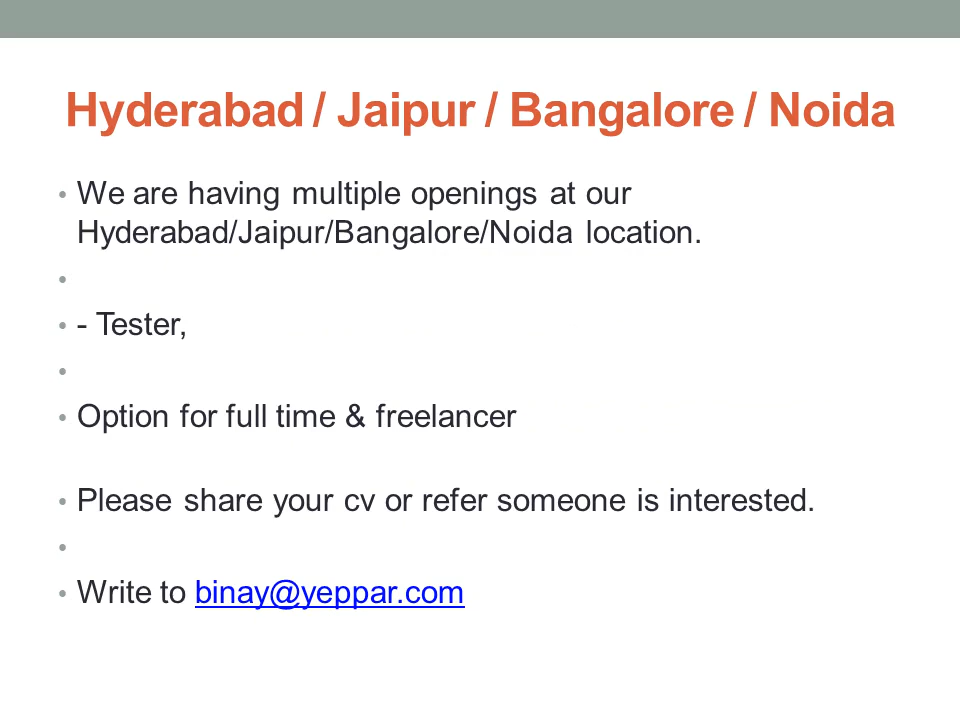 Hyderabad / Jaipur / Bangalore / Noida
• We are having multiple openings at our
Hyderabad/Jaipur/Bangalore/Noida location.
•
• - Tester,
•
• Option for full time & freelancer
• Please share your cv or refer someone is interested.
•
• Write to binay@yeppar.com